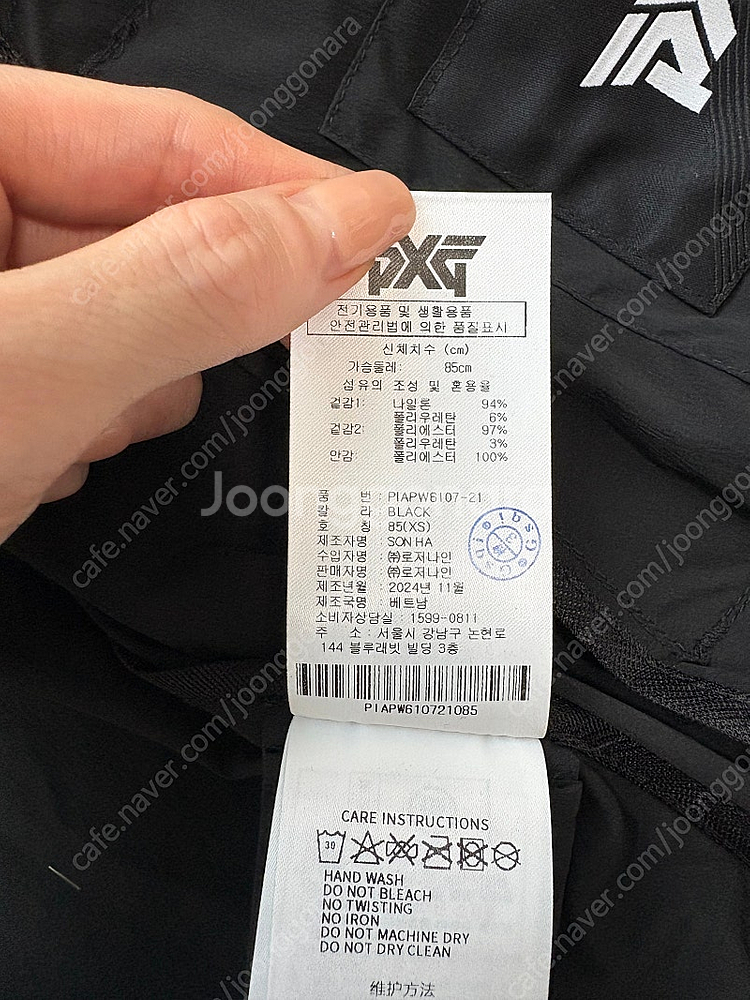 PXG
전기용품 및 생활용품
안전관리법에 의한 품질표시
신체치수 (cm)
가슴둘레: 85cm
섬유의 조성 및 혼용율
겉감1: 나일론 94%
폴리우레탄 6%
겉감2: 폴리에스터 97%
폴리우레탄 3%
안감: 폴리에스터 100%
품 번 : PIAPW6107-21
칼 라 : BLACK
호 칭 : 85(XS)
제조자명 : SON HA
수입자명 : ㈜로저나인
판매자명 : ㈜로저나인
제조년월 : 2024년 11월
제조국명 : 베트남
소비자상담실 : 1599-0811
주 소 : 서울시 강남구 논현로
144 블루래빗 빌딩 3층
PIAPW610721085
CARE INSTRUCTIONS
30
HAND WASH
DO NOT BLEACH
NO TWISTING
NO IRON
DO NOT MACHINE DRY
DO NOT DRY CLEAN
维护方法
cafe.naver.com/joonggonara